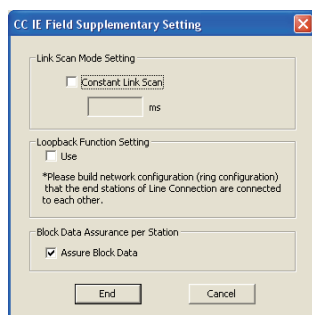 CC IE Field Supplementary Setting
Link Scan Mode Setting
Constant Link Scan
ms
Loopback Function Setting
Use
*Please build network configuration (ring configuration)
that the end stations of Line Connection are connected
to each other.
Block Data Assurance per Station
Assure Block Data
End Cancel